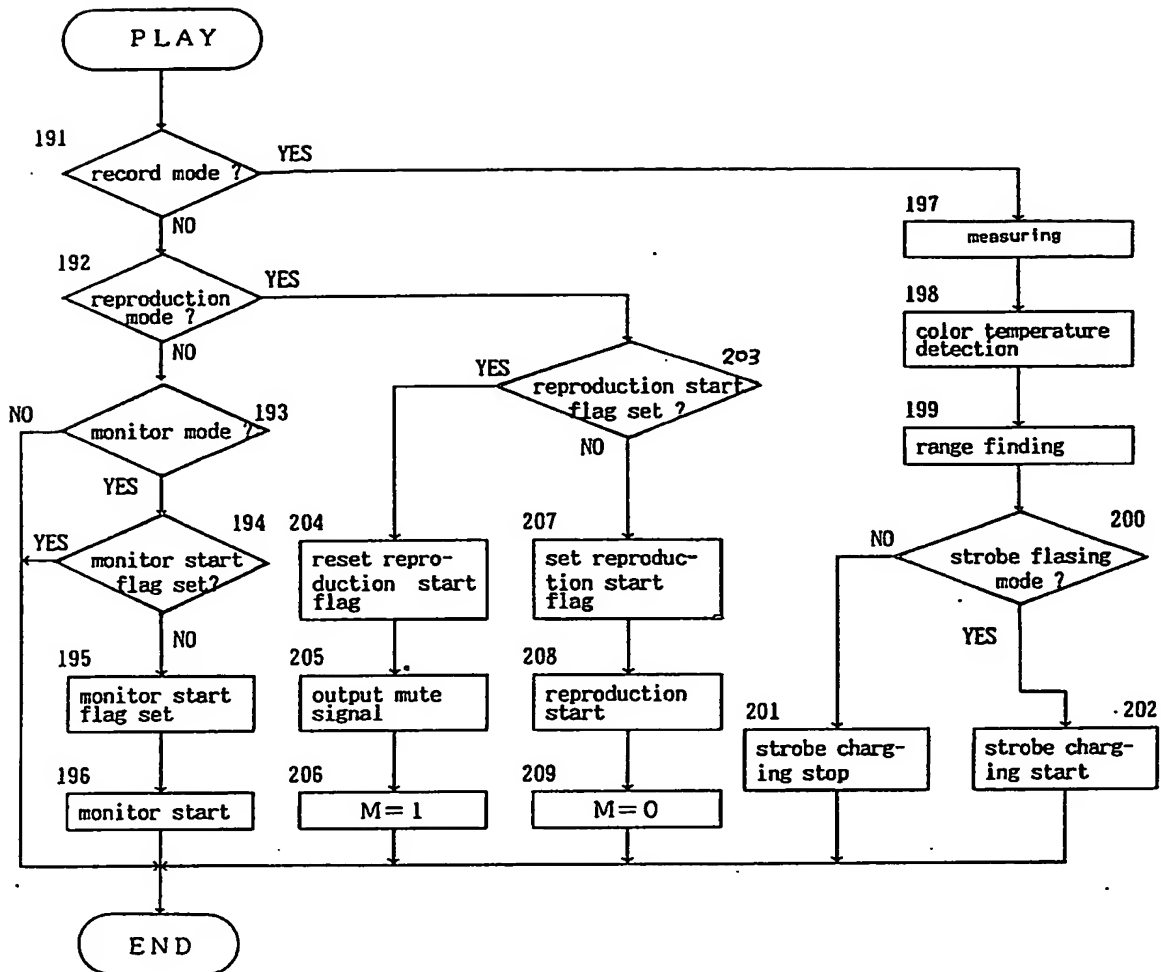 PLAY
191
record mode ?
YES
NO
192
reproduction
mode ?
YES
NO
193
monitor mode ?
NO
YES
194
monitor start
flag set?
YES
NO
195
monitor start
flag set
196
monitor start
203
reproduction start
flag set ?
YES
NO
204
reset repro-
duction start
flag
205
output mute
signal
206
M=1
207
set reproduc-
tion start
flag
208
reproduction
start
209
M=0
197
measuring
198
color temperature
detection
199
range finding
200
strobe flasing
mode ?
NO
YES
201
strobe charg-
ing stop
202
strobe charg-
ing start
END